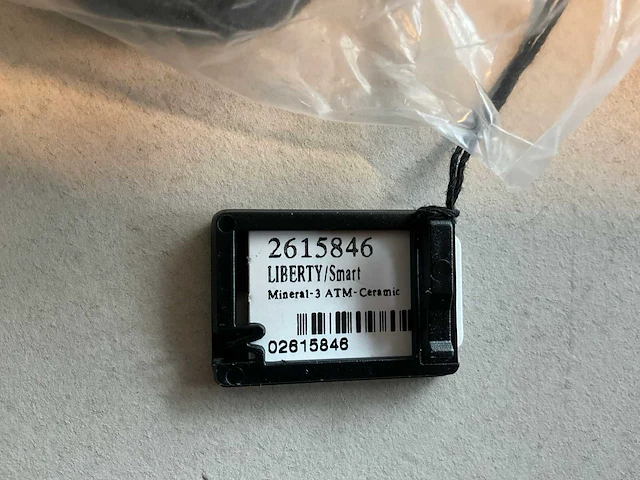 2615846
LIBERTY/Smart
Mineral-3 ATM-Ceramic
02615846